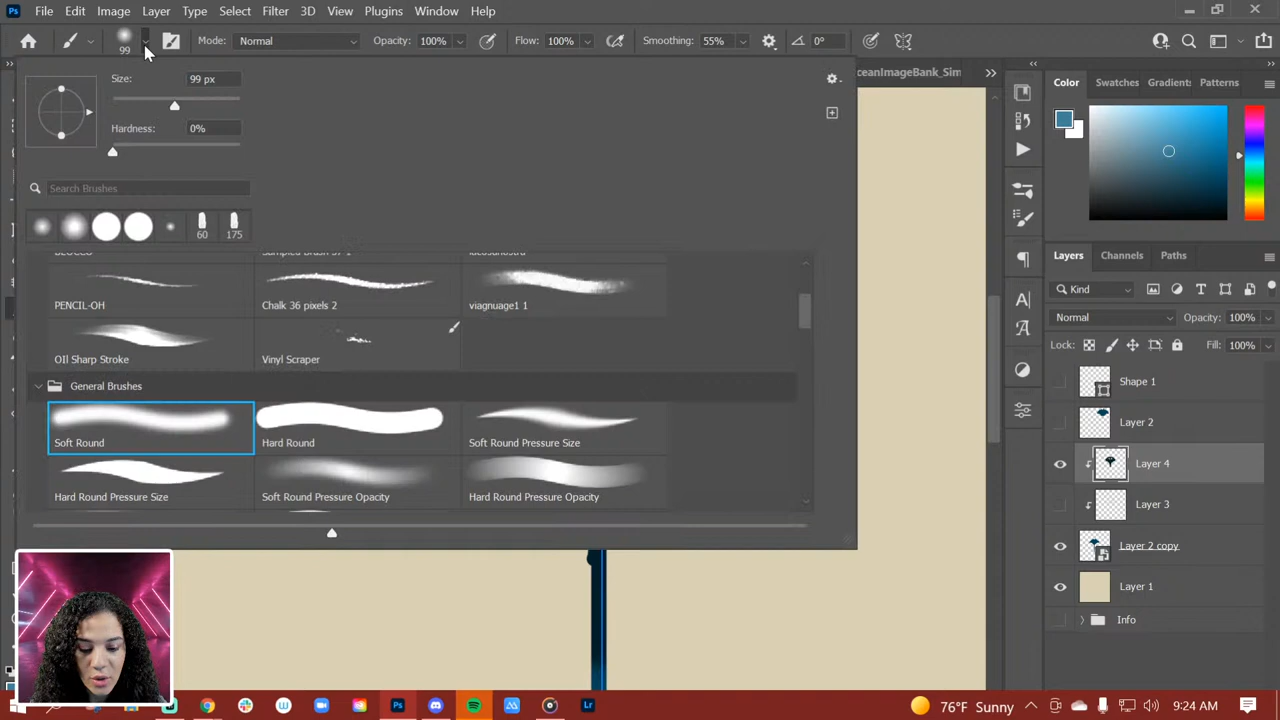 Ps File Edit Image Layer Type Select Filter 3D View Plugins Window Help
99 Mode: Normal Opacity: 100% Flow: 100% Smoothing: 55% 0°
Size: 99 px
Hardness: 0%
Search Brushes
60 175
PENCIL-OH Chalk 36 pixels 2 viagnuage1 1
OIl Sharp Stroke Vinyl Scraper
General Brushes
Soft Round Hard Round Soft Round Pressure Size
Hard Round Pressure Size Soft Round Pressure Opacity Hard Round Pressure Opacity
ceanImageBank_Sim
Color Swatches Gradient Patterns
Layers Channels Paths
Kind
Normal Opacity: 100%
Lock: Fill: 100%
Shape 1
Layer 2
Layer 4
Layer 3
Layer 2 copy
Layer 1
Info
Ps Lr 76°F Sunny 9:24 AM